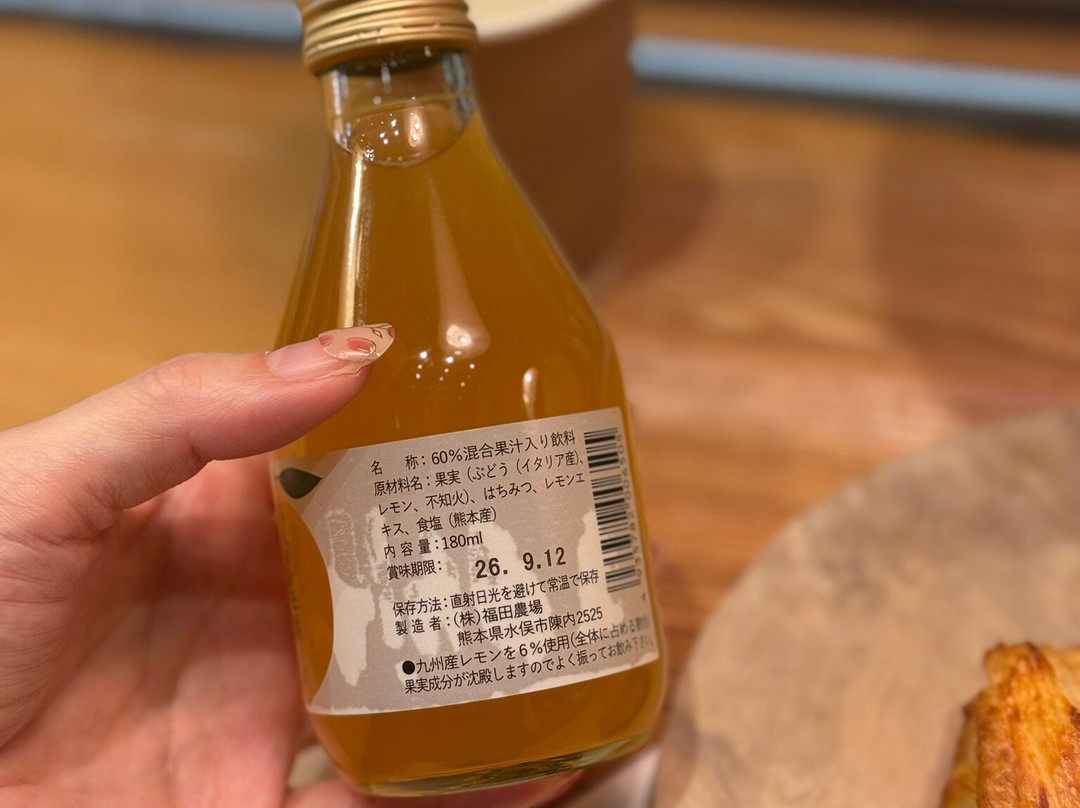 名 称：60%混合果汁入り飲料
原材料名：果実（ぶどう（イタリア産）、
レモン、不知火）、はちみつ、レモンエ
キス、食塩（熊本産）
内 容 量：180ml
賞味期限： 26. 9.12
保存方法：直射日光を避けて常温で保存
製 造 者：（株）福田農場
熊本県水俣市陳内2525
●九州産レモンを6%使用（全体に占める割合）
果実成分が沈殿しますのでよく振ってお飲み下さい。